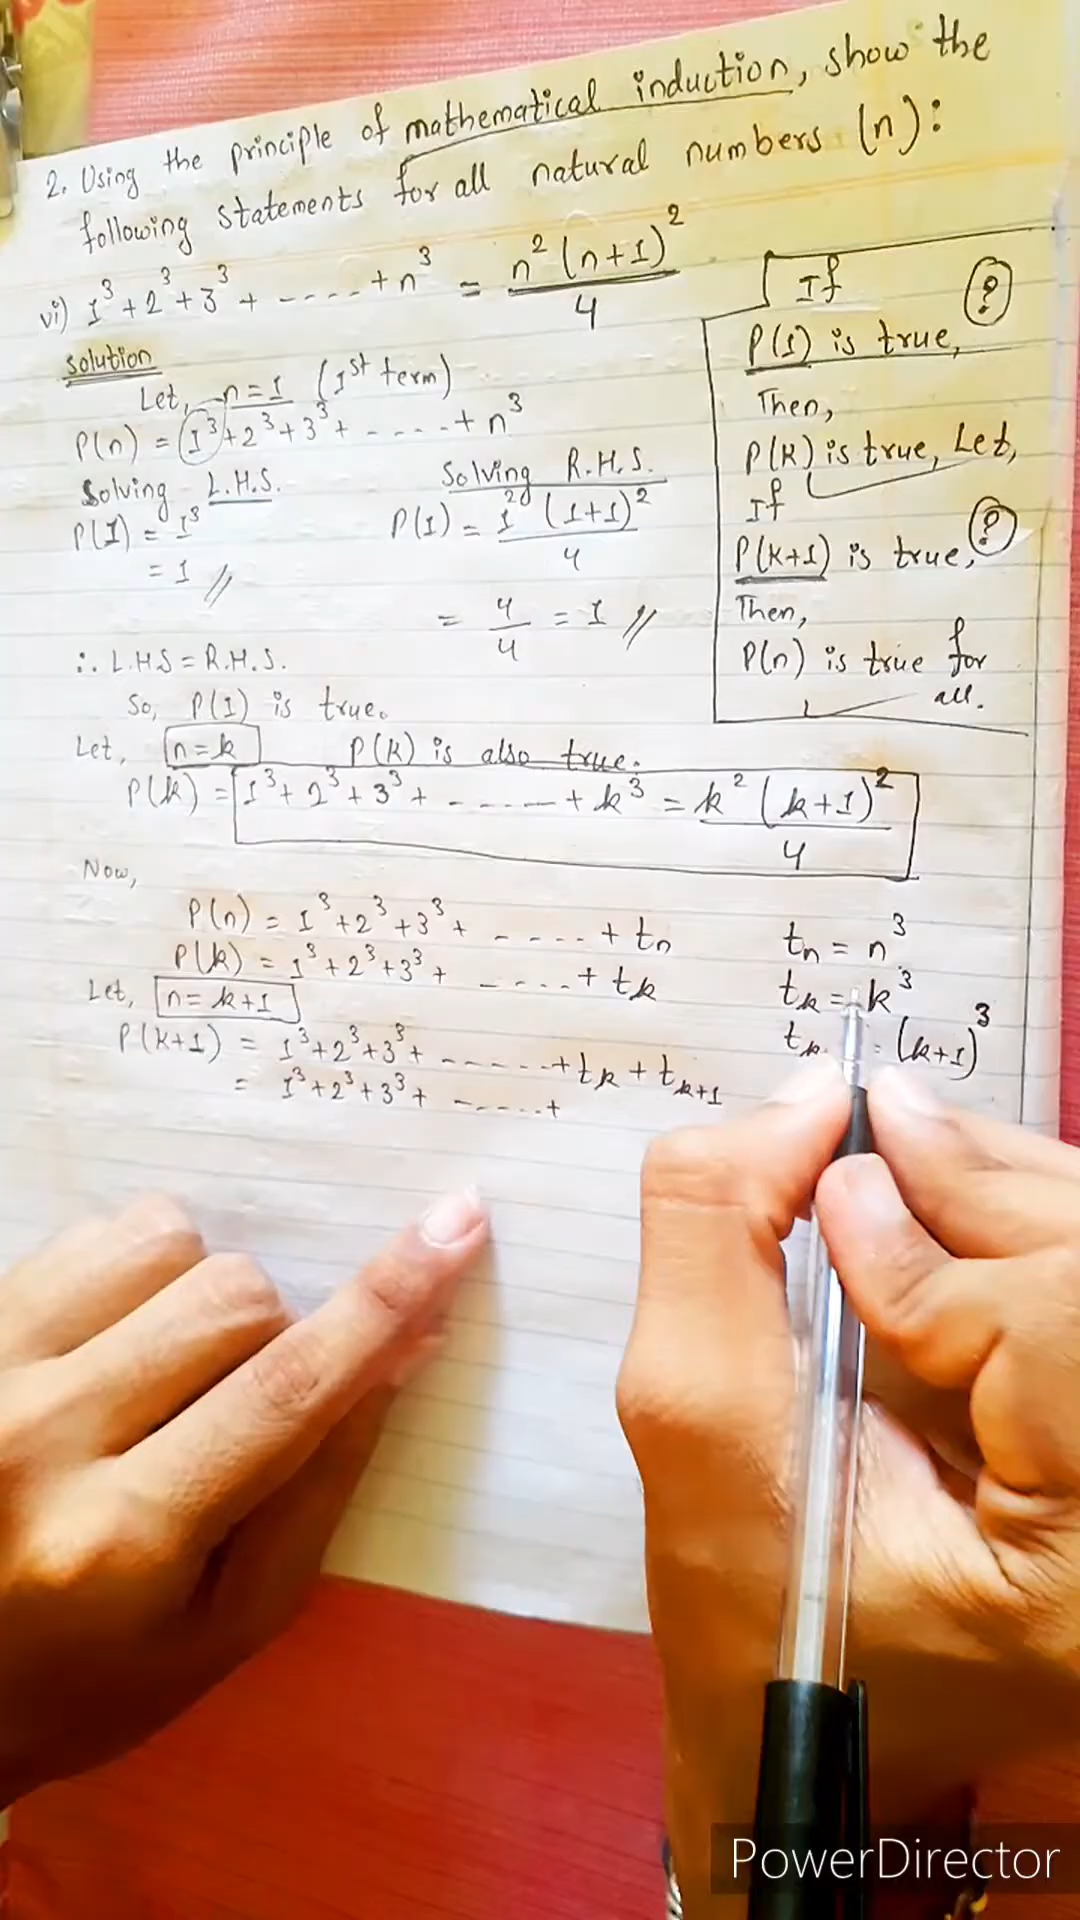 2. Using the principle of mathematical induction, show the
following statements for all natural numbers (n):
vi) 1³ + 2³ + 3³ + ----- + n³ = n² (n+1)² / 4
Solution
Let, n = 1 (1st term)
P(n) = 1³ + 2³ + 3³ + ----- + n³
Solving L.H.S.
P(1) = 1³
= 1 //
Solving R.H.S.
P(1) = 1² (1+1)² / 4
= 4/4 = 1 //
∴ L.H.S = R.H.S.
So, P(1) is true.
If
P(1) is true, ?
Then,
P(k) is true, Let,
If
P(k+1) is true, ?
Then,
P(n) is true for
all.
Let, n = k P(k) is also true.
P(k) = 1³ + 2³ + 3³ + ------ + k³ = k² (k+1)² / 4
Now,
P(n) = 1³ + 2³ + 3³ + ----- + tn
P(k) = 1³ + 2³ + 3³ + ----- + tk
Let, n = k+1
P(k+1) = 1³ + 2³ + 3³ + ------ + tk + tk+1
= 1³ + 2³ + 3³ + ------ +
tn = n³
tk = k³
tk = (k+1)³
PowerDirector